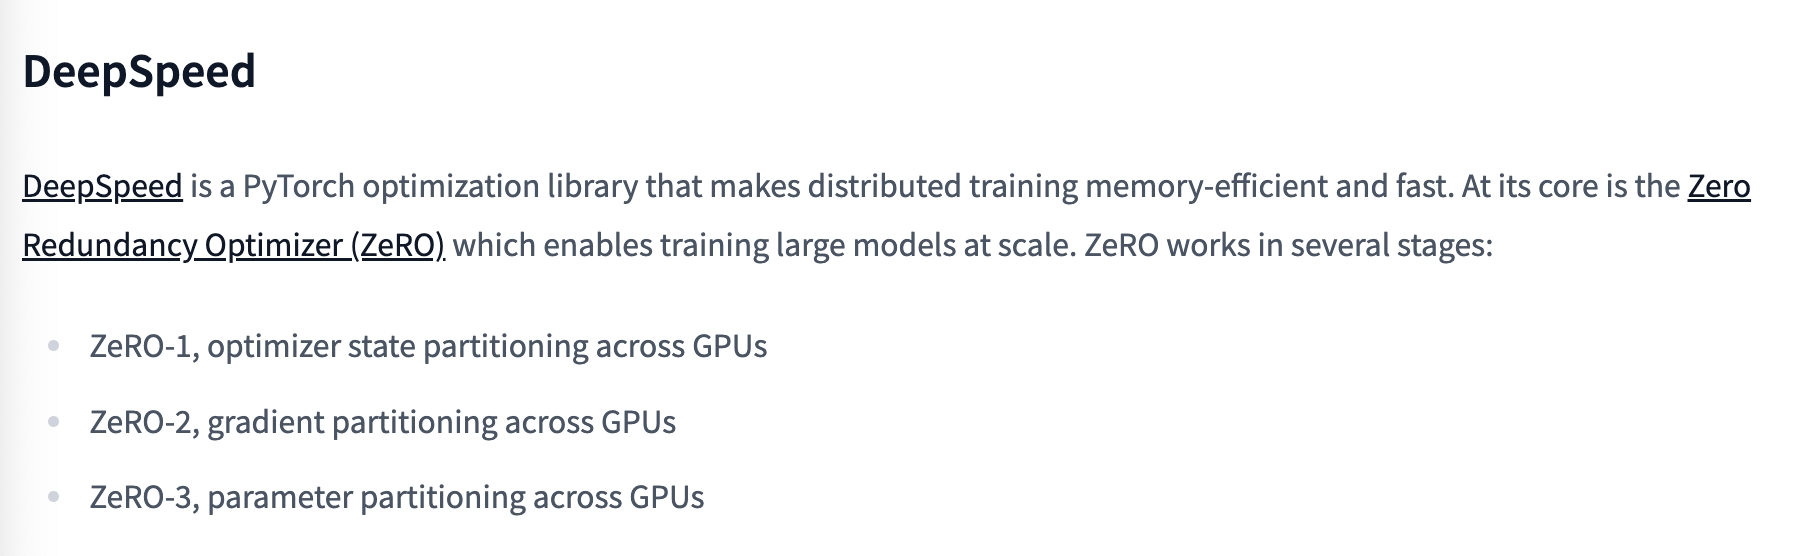 DeepSpeed
DeepSpeed is a PyTorch optimization library that makes distributed training memory-efficient and fast. At its core is the Zero
Redundancy Optimizer (ZeRO) which enables training large models at scale. ZeRO works in several stages:
ZeRO-1, optimizer state partitioning across GPUs
ZeRO-2, gradient partitioning across GPUs
ZeRO-3, parameter partitioning across GPUs